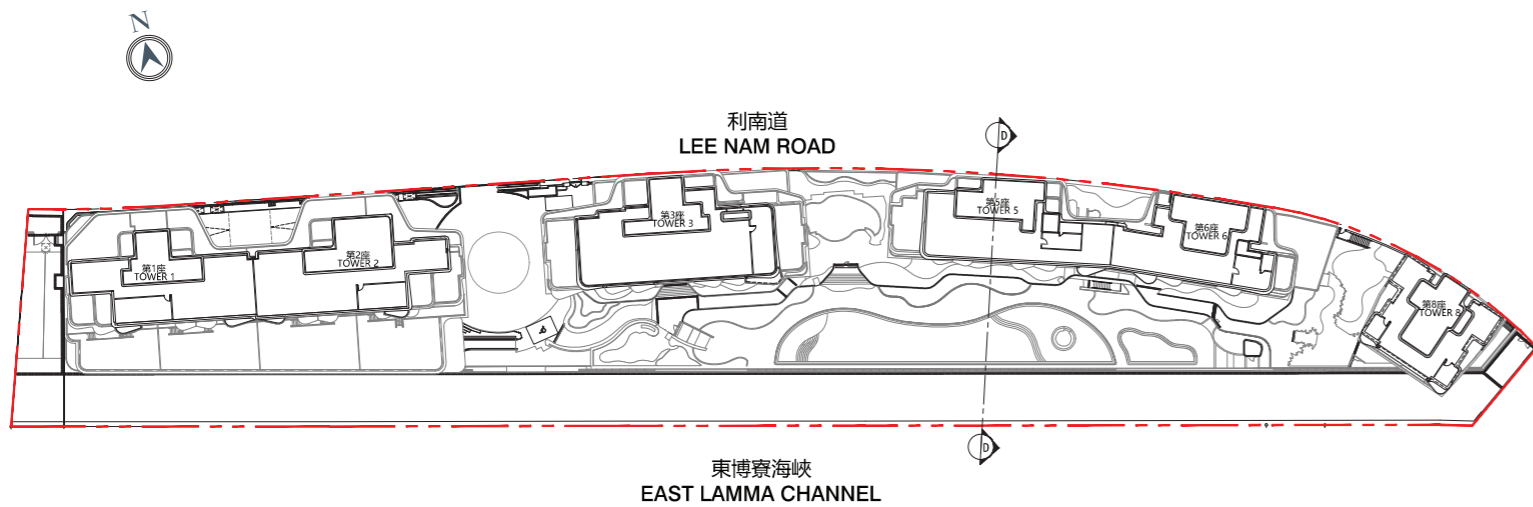 N
利南道
LEE NAM ROAD
D
第1座
TOWER 1
第2座
TOWER 2
第3座
TOWER 3
第5座
TOWER 5
第6座
TOWER 6
第8座
TOWER 8
D
東博寮海峽
EAST LAMMA CHANNEL